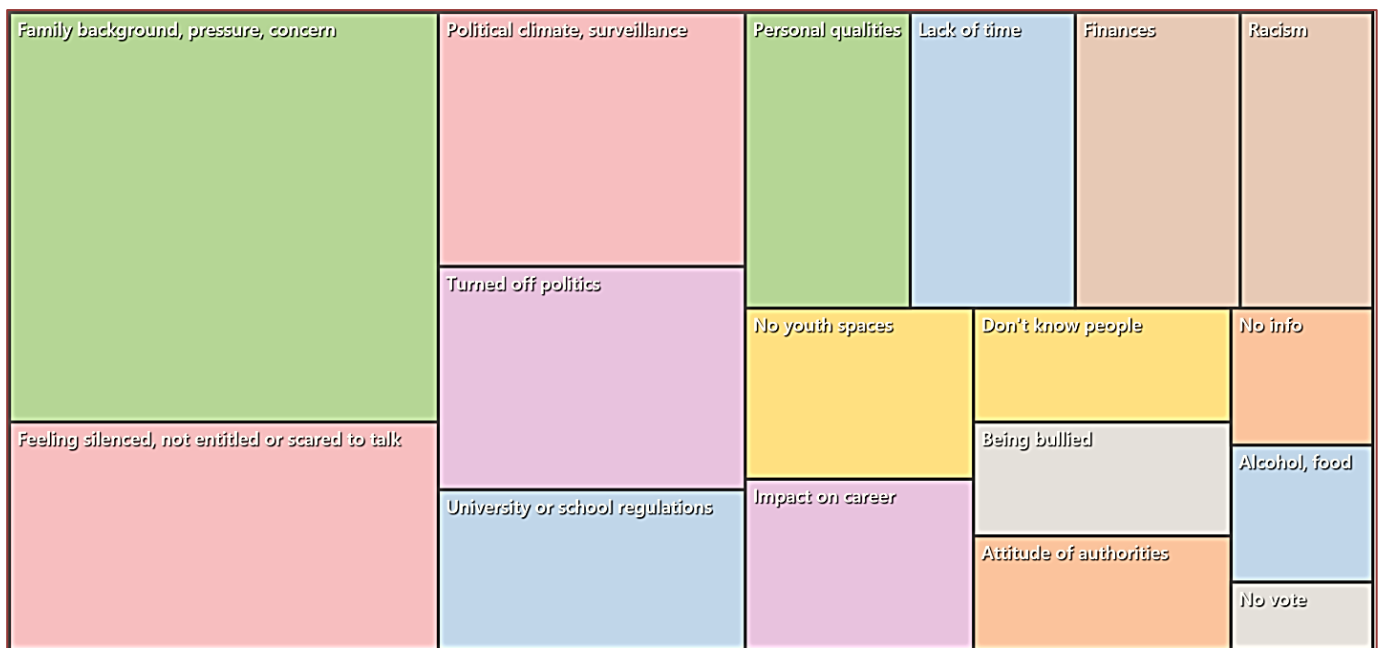 Family background, pressure, concern
Feeling silenced, not entitled or scared to talk
Political climate, surveillance
Turned off politics
University or school regulations
Personal qualities
Lack of time
Finances
Racism
No youth spaces
Impact on career
Don't know people
Being bullied
Attitude of authorities
No info
Alcohol, food
No vote